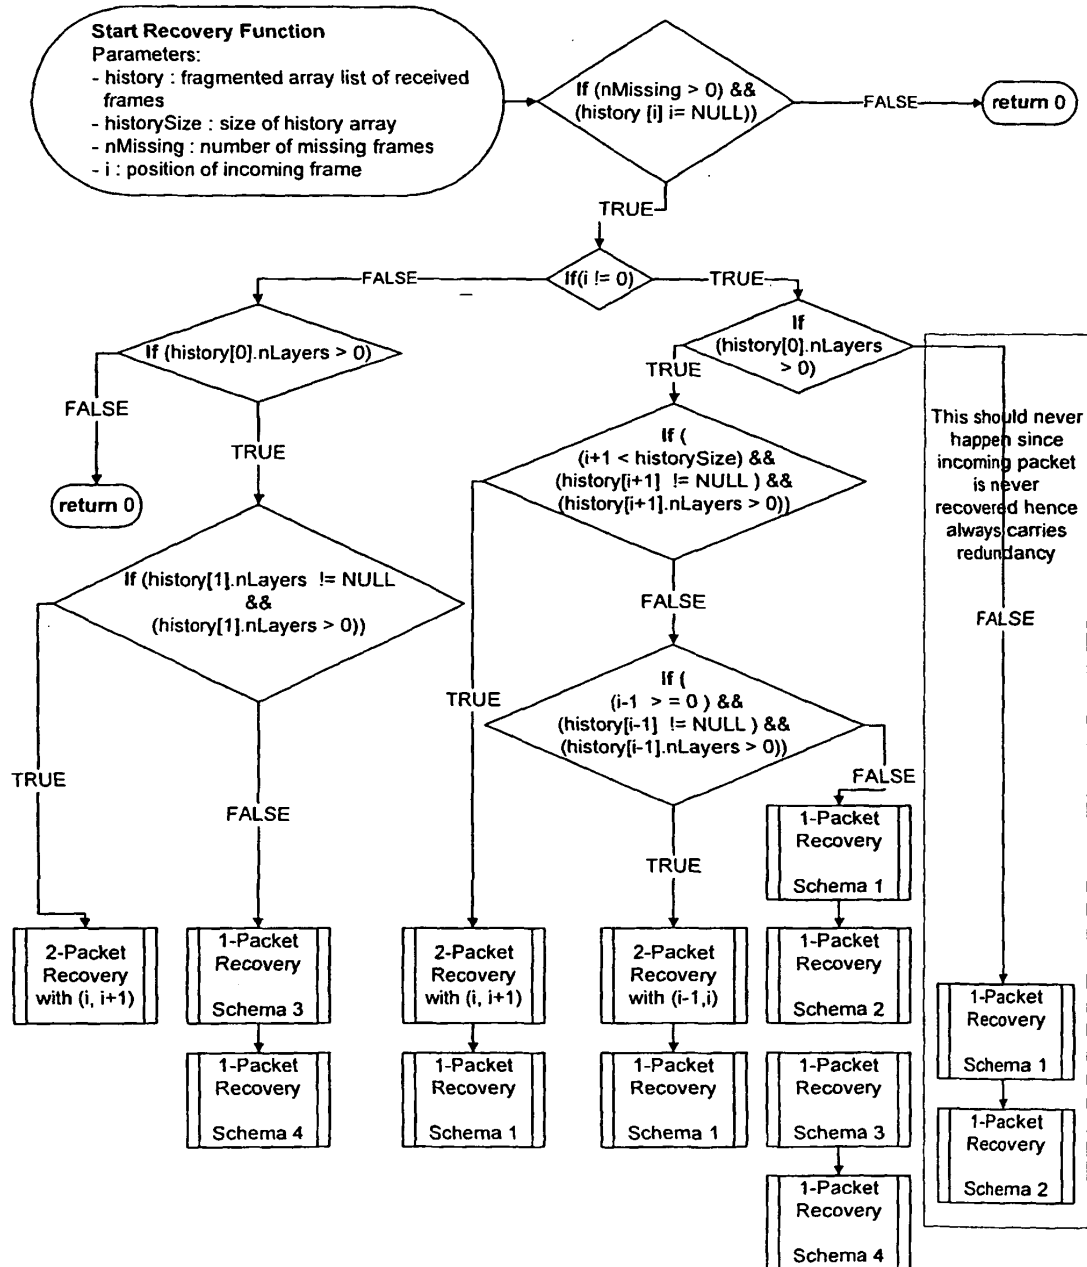 Start Recovery Function
Parameters:
- history : fragmented array list of received
frames
- historySize : size of history array
- nMissing : number of missing frames
- i : position of incoming frame
If (nMissing > 0) &&
(history [i] i= NULL))
FALSE
return 0
TRUE
If(i != 0)
FALSE
TRUE
If (history[0].nLayers > 0)
FALSE
return 0
TRUE
If (history[1].nLayers != NULL
&&
(history[1].nLayers > 0))
TRUE
FALSE
2-Packet
Recovery
with (i, i+1)
1-Packet
Recovery
Schema 3
1-Packet
Recovery
Schema 4
If
(history[0].nLayers
> 0)
TRUE
If (
(i+1 < historySize) &&
(history[i+1] != NULL ) &&
(history[i+1].nLayers > 0))
TRUE
FALSE
2-Packet
Recovery
with (i, i+1)
1-Packet
Recovery
Schema 1
If (
(i-1 > = 0 ) &&
(history[i-1] != NULL ) &&
(history[i-1].nLayers > 0))
TRUE
FALSE
2-Packet
Recovery
with (i-1,i)
1-Packet
Recovery
Schema 1
1-Packet
Recovery
Schema 1
1-Packet
Recovery
Schema 2
1-Packet
Recovery
Schema 3
1-Packet
Recovery
Schema 4
This should never
happen since
incoming packet
is never
recovered hence
always carries
redundancy
FALSE
1-Packet
Recovery
Schema 1
1-Packet
Recovery
Schema 2